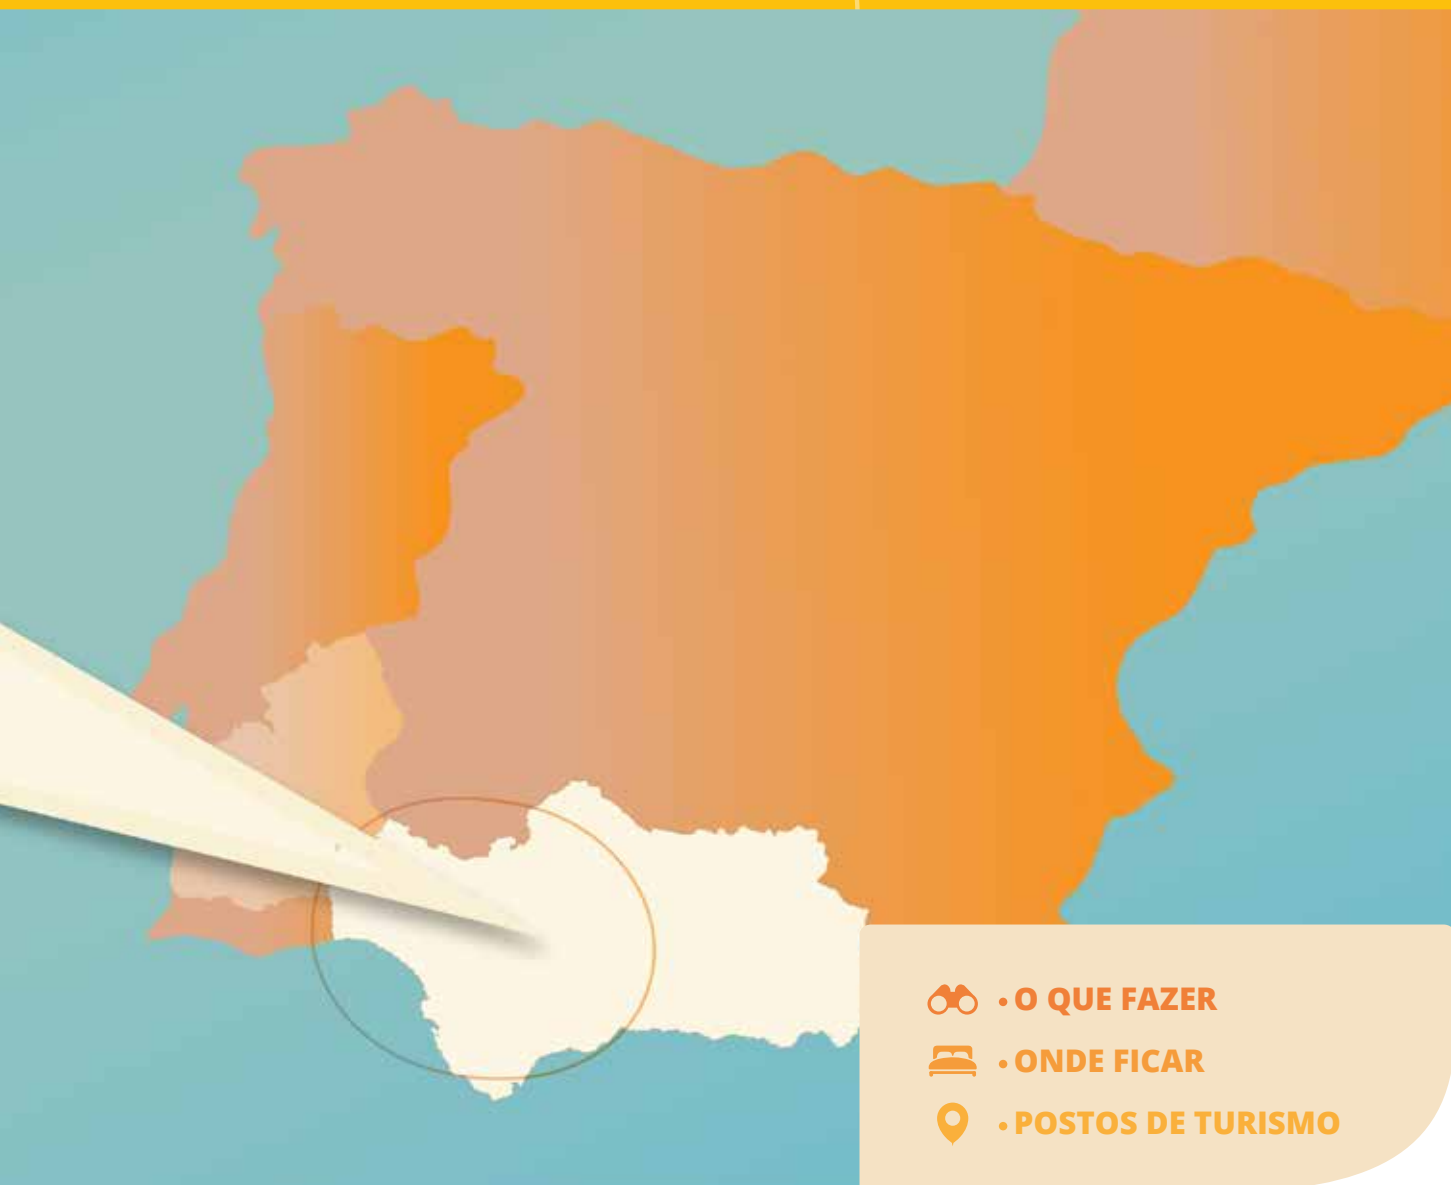 • O QUE FAZER
• ONDE FICAR
• POSTOS DE TURISMO